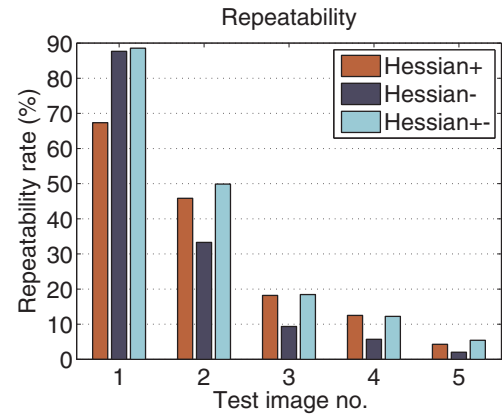 Repeatability
Repeatability rate (%)
90
80
70
60
50
40
30
20
10
0
Hessian+
Hessian-
Hessian+-
1 2 3 4 5
Test image no.